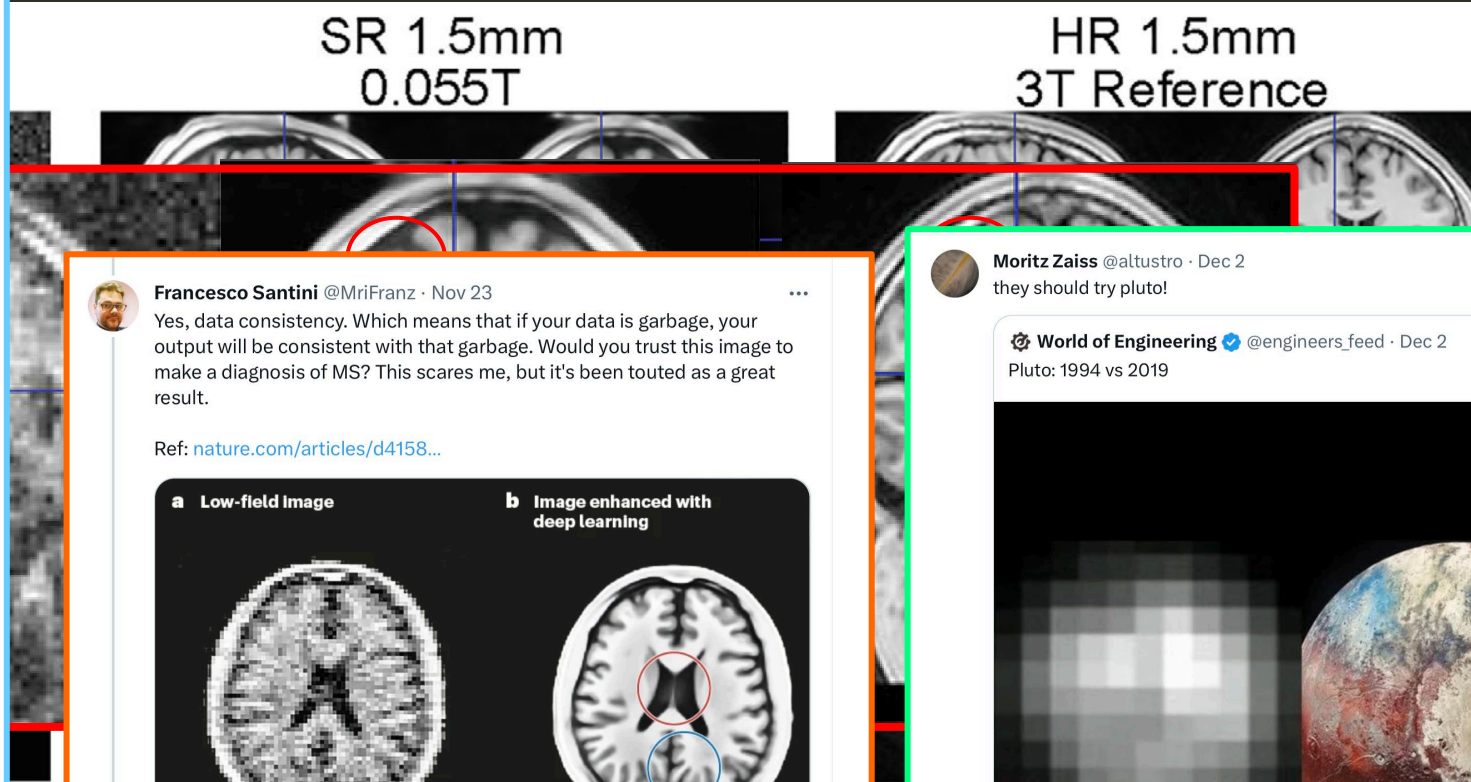 SR 1.5mm
0.055T
HR 1.5mm
3T Reference
Francesco Santini @MriFranz · Nov 23
Yes, data consistency. Which means that if your data is garbage, your
output will be consistent with that garbage. Would you trust this image to
make a diagnosis of MS? This scares me, but it's been touted as a great
result.
Ref: nature.com/articles/d4158...
a Low-field image
b Image enhanced with
deep learning
Moritz Zaiss @altustro · Dec 2
they should try pluto!
World of Engineering @engineers_feed · Dec 2
Pluto: 1994 vs 2019